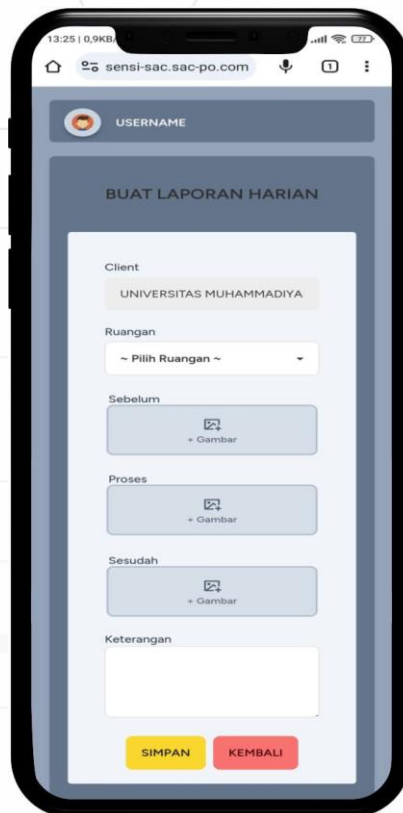 13:25 | 0,9KB/
77
sensi-sac.sac-po.com
1
USERNAME
BUAT LAPORAN HARIAN
Client
UNIVERSITAS MUHAMMADIYA
Ruangan
~ Pilih Ruangan ~
Sebelum
+ Gambar
Proses
+ Gambar
Sesudah
+ Gambar
Keterangan
SIMPAN
KEMBALI